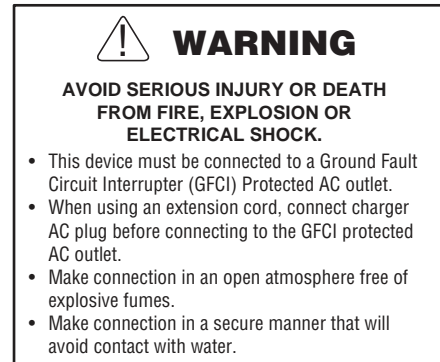 WARNING
AVOID SERIOUS INJURY OR DEATH
FROM FIRE, EXPLOSION OR
ELECTRICAL SHOCK.
• This device must be connected to a Ground Fault
Circuit Interrupter (GFCI) Protected AC outlet.
• When using an extension cord, connect charger
AC plug before connecting to the GFCI protected
AC outlet.
• Make connection in an open atmosphere free of
explosive fumes.
• Make connection in a secure manner that will
avoid contact with water.